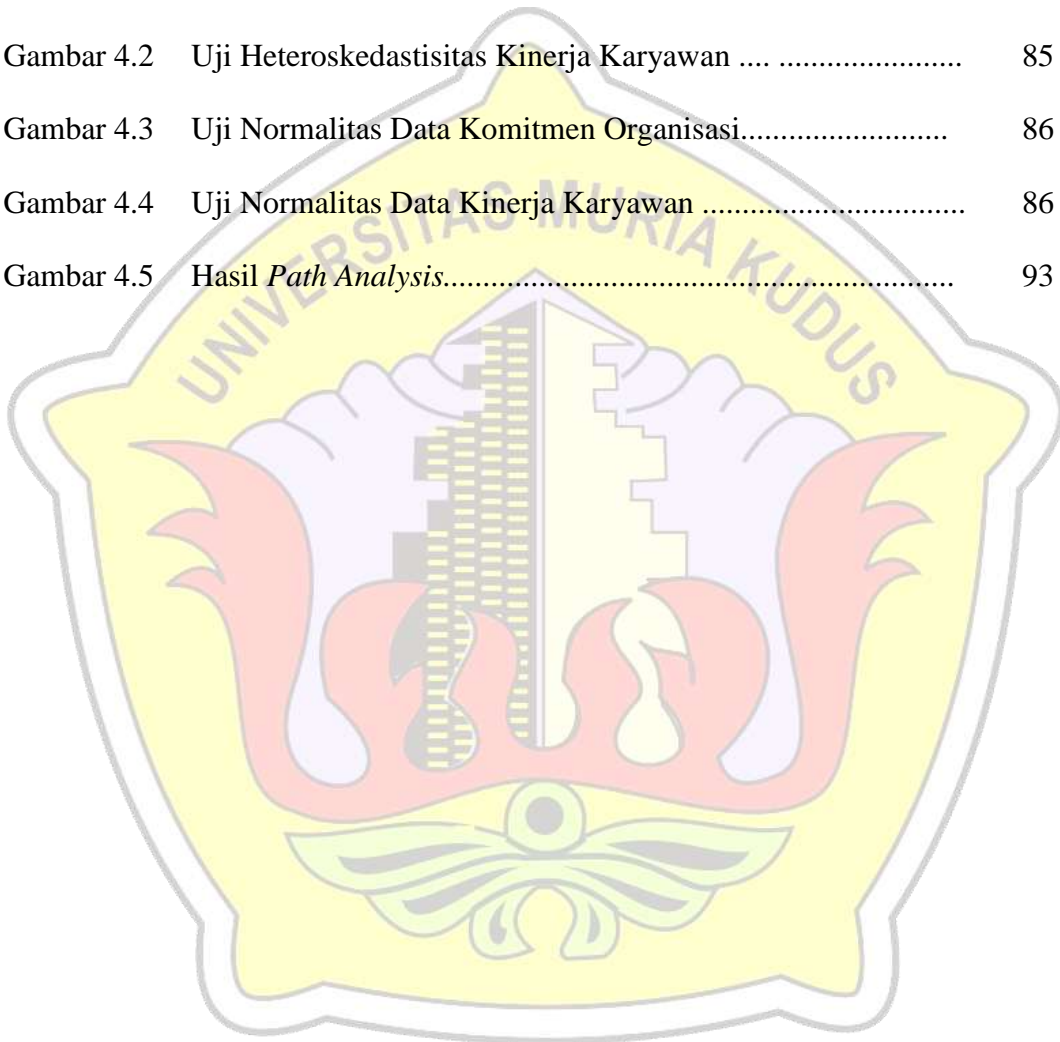 Gambar 4.2 Uji Heteroskedastisitas Kinerja Karyawan .... ....................... 85
Gambar 4.3 Uji Normalitas Data Komitmen Organisasi.......................... 86
Gambar 4.4 Uji Normalitas Data Kinerja Karyawan ................................. 86
Gambar 4.5 Hasil Path Analysis................................................................. 93
UNIVERSITAS MURIA KUDUS